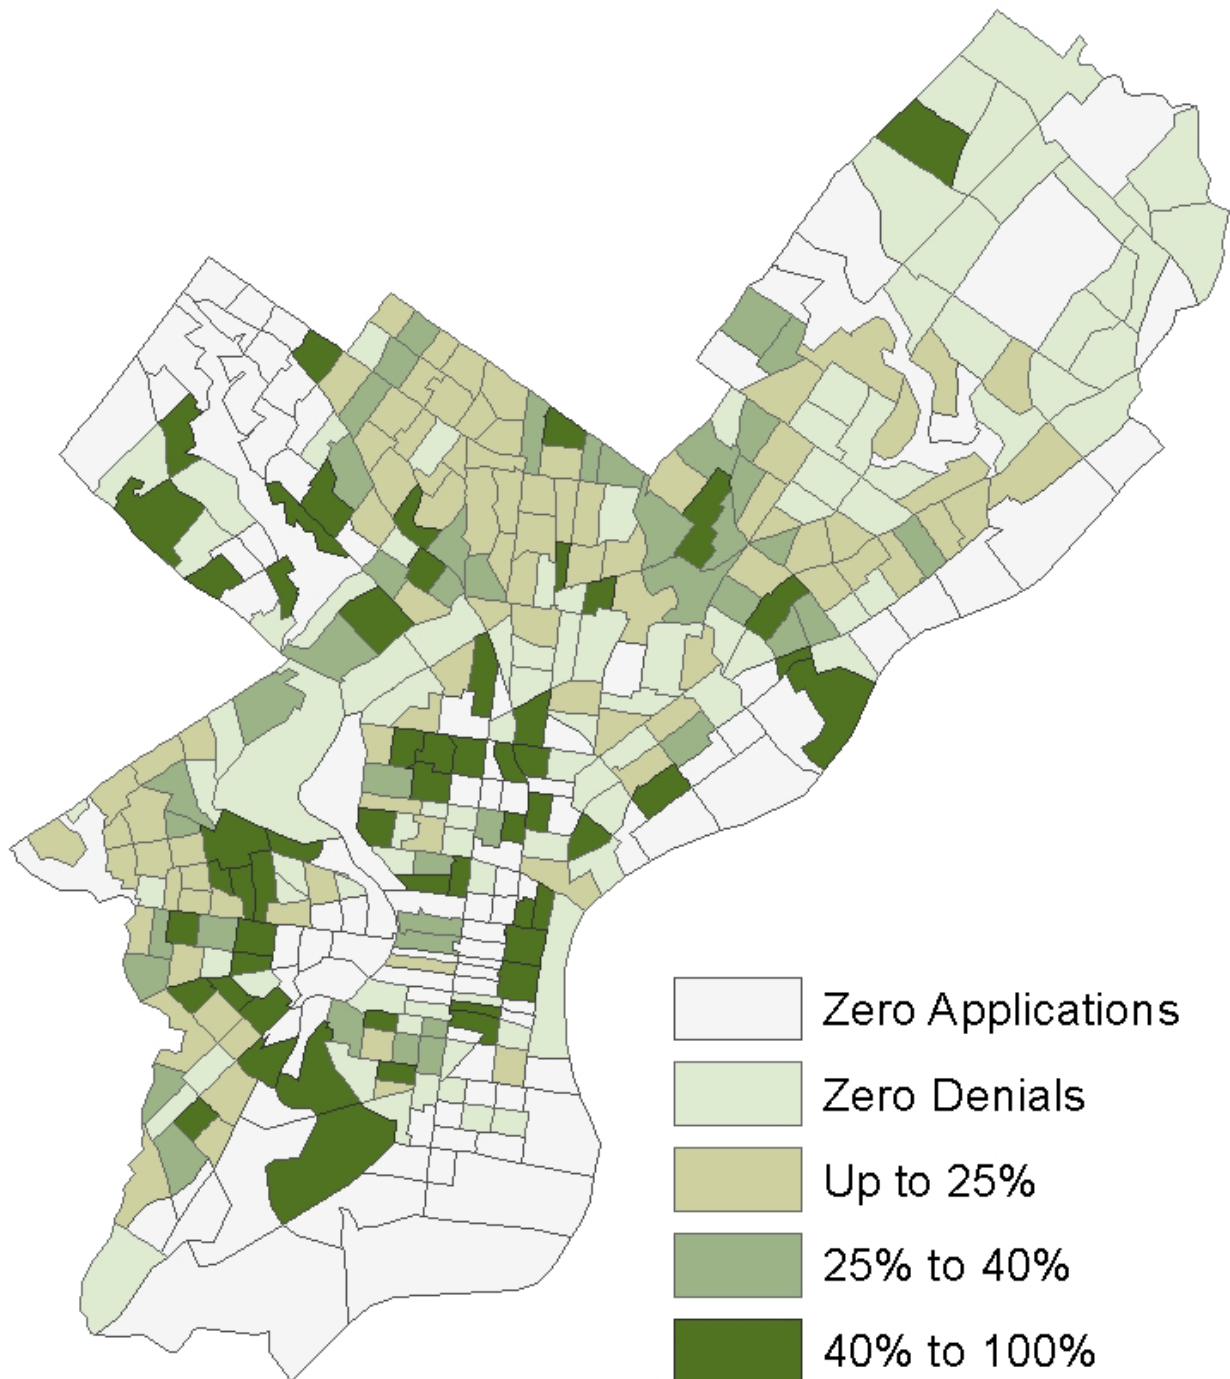 Zero Applications
Zero Denials
Up to 25%
25% to 40%
40% to 100%